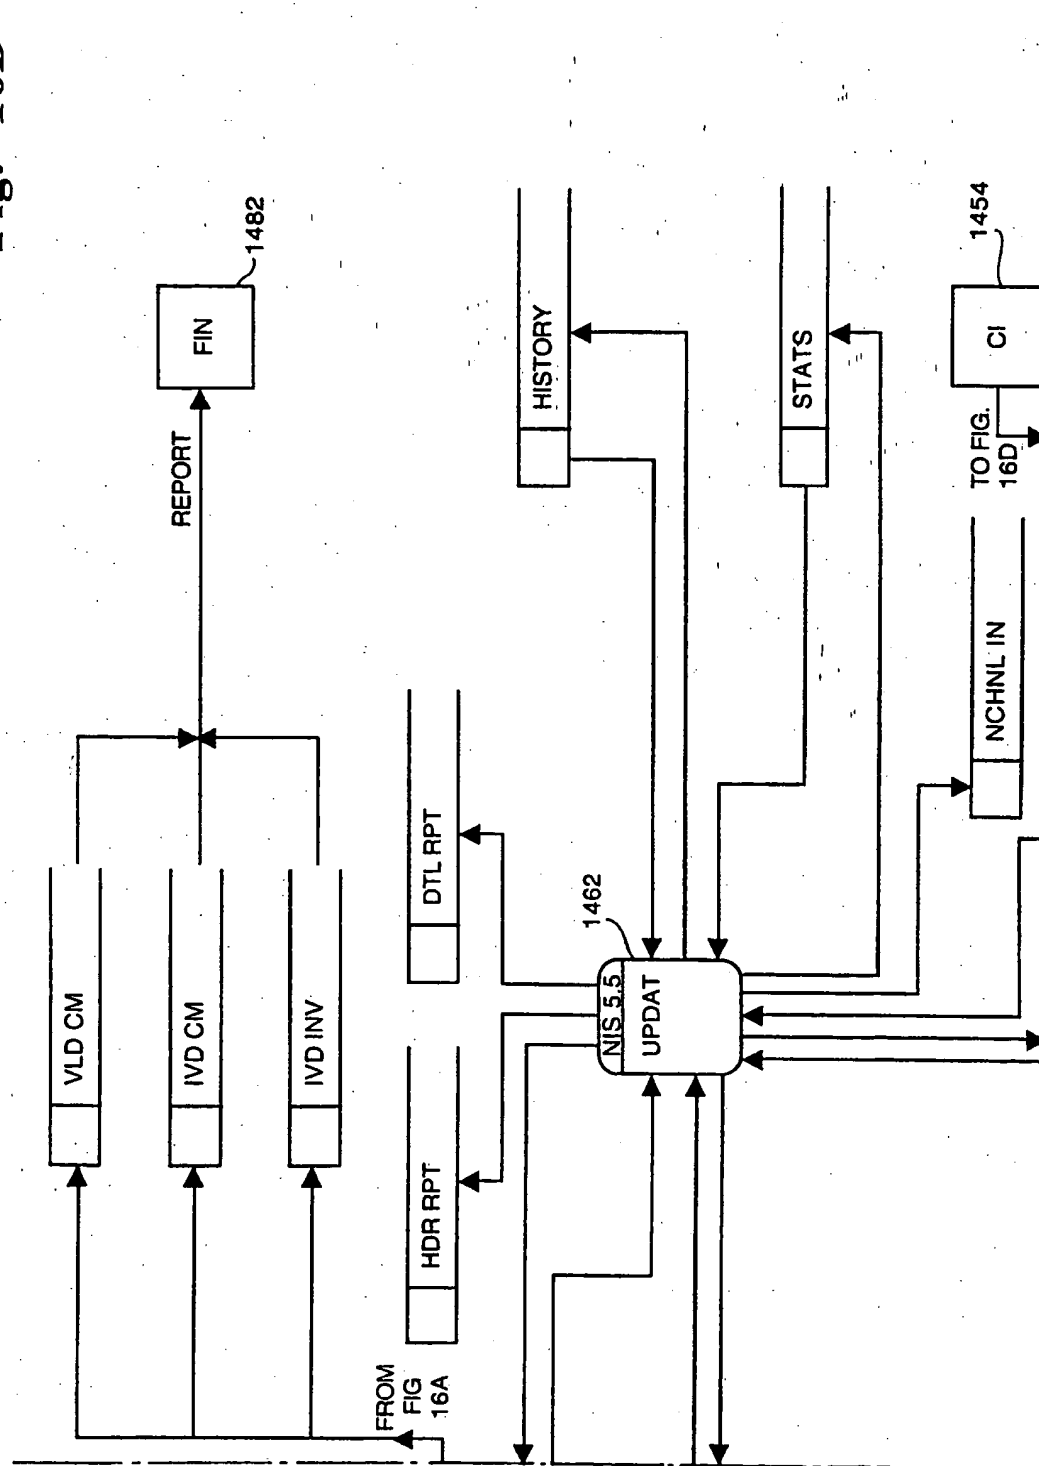 VLD CM
IVD CM
IVD INV
REPORT
FIN
1482
FROM
FIG
16A
HDR RPT
DTL RPT
HISTORY
STATS
1462
NIS 5.5
UPDAT
NCHNL IN
TO FIG.
16D
CI
1454